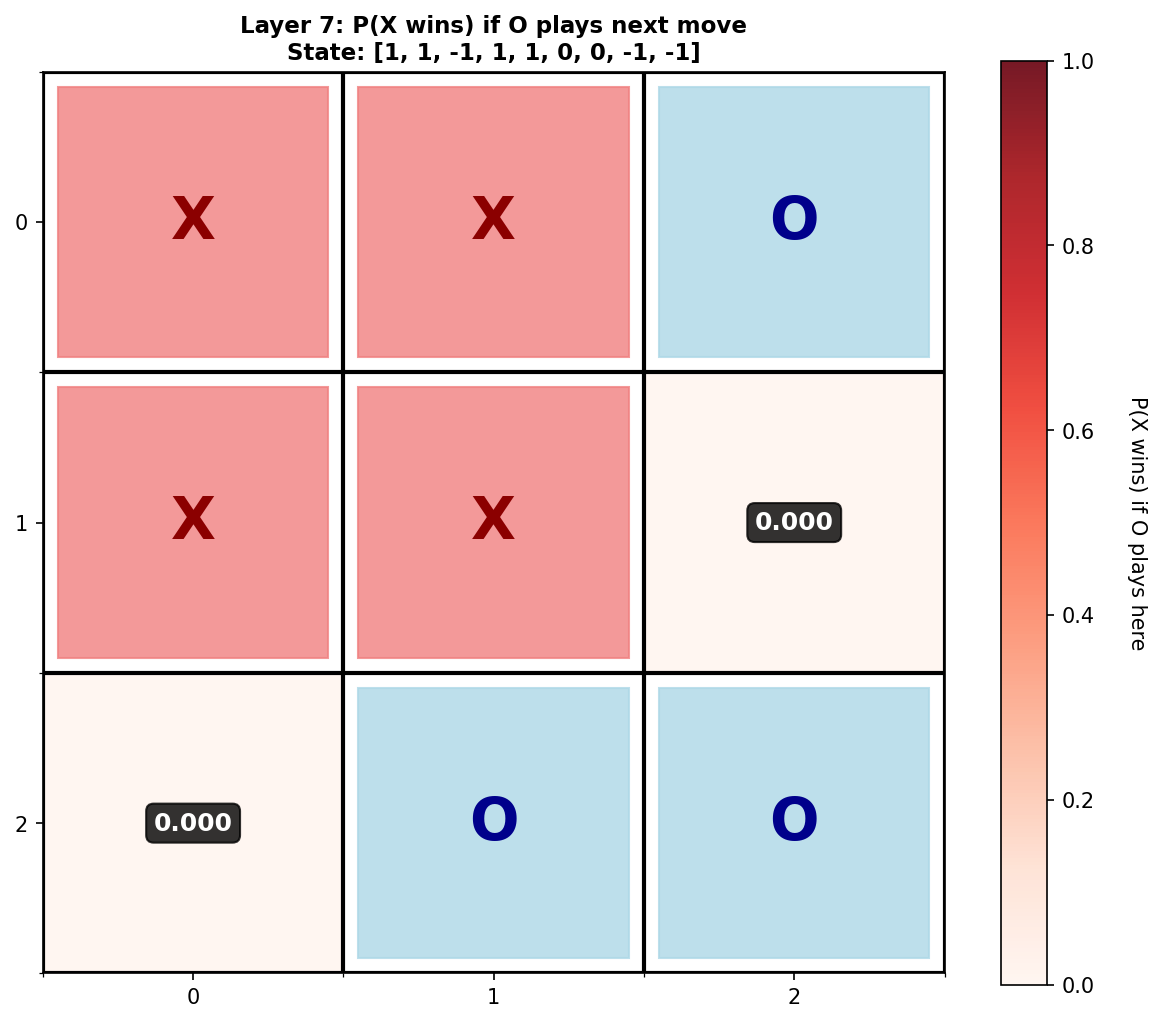 Layer 7: P(X wins) if O plays next move
State: [1, 1, -1, 1, 1, 0, 0, -1, -1]
0
X
X
O
1
X
X
0.000
2
0.000
O
O
0
1
2
1.0
0.8
0.6
0.4
0.2
0.0
P(X wins) if O plays here